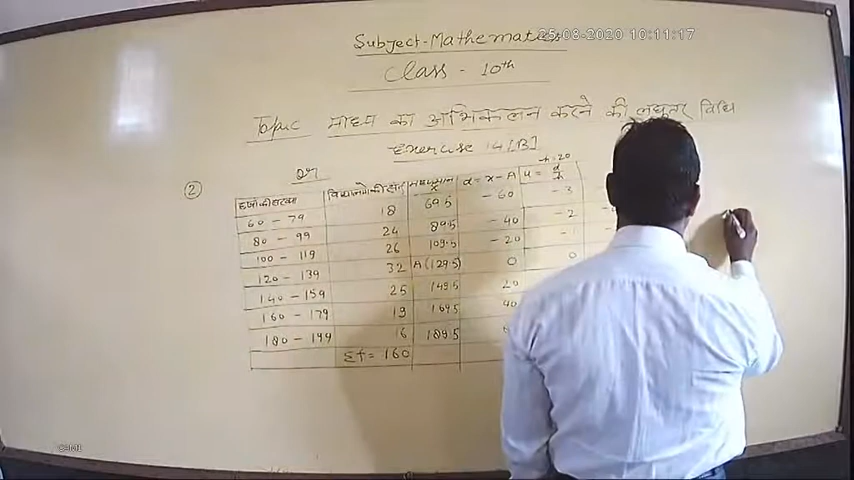 25-08-2020 10:11:17
Subject-Mathematics
Class - 10th
Topic माध्य का अभिकलन करने की लघुत्तर विधि
Exercise 14[B]
②
h=20
d = x-A u = d/h
60 - 79 18 69.5 - 60 - 3
80 - 99 24 89.5 - 40 - 2
100 - 119 26 109.5 - 20 - 1
120 - 139 32 A(129.5) 0 0
140 - 159 25 149.5 20
160 - 179 19 169.5 40
180 - 199 16 189.5
Σf = 160